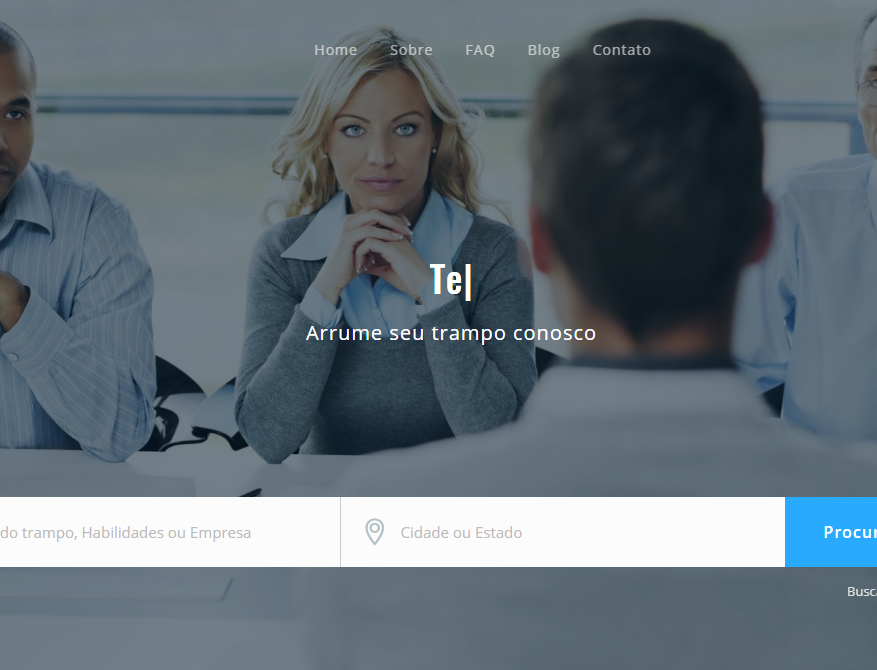 Home Sobre FAQ Blog Contato
Te|
Arrume seu trampo conosco
do trampo, Habilidades ou Empresa Cidade ou Estado Procur
Busca